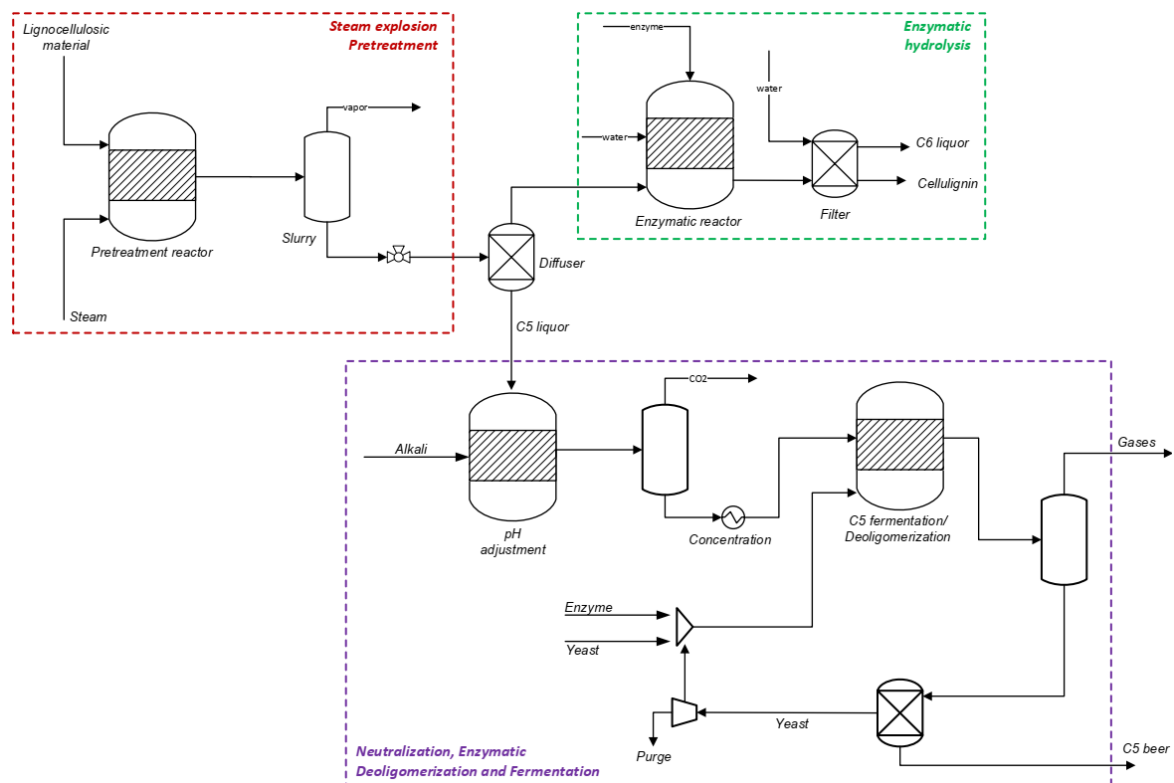 Lignocellulosic
material
Steam explosion
Pretreatment
vapor
Pretreatment reactor
Slurry
Steam
Diffuser
C5 liquor
Enzymatic
hydrolysis
enzyme
water
water
C6 liquor
Cellulignin
Enzymatic reactor
Filter
CO2
Alkali
pH
adjustment
Concentration
C5 fermentation/
Deoligomerization
Gases
Enzyme
Yeast
Yeast
Purge
C5 beer
Neutralization, Enzymatic
Deoligomerization and Fermentation